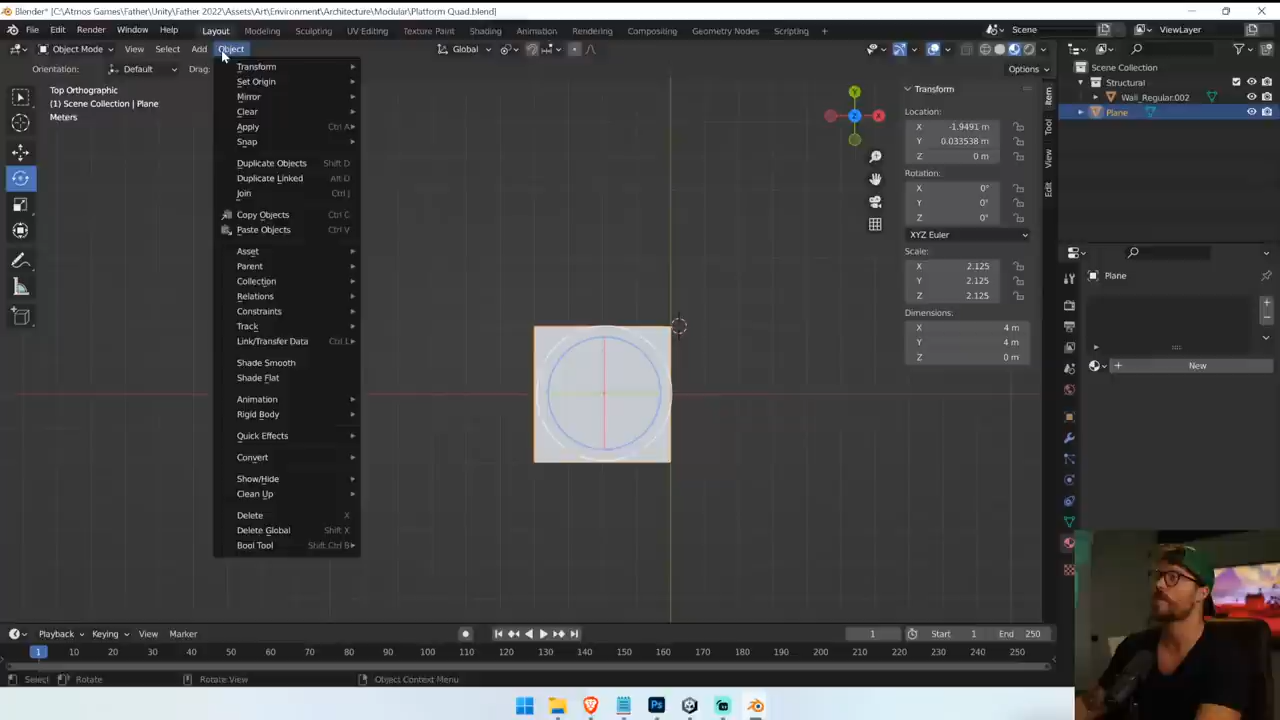 Blender* [C:\Atmos Games\Father\Unity\Father 2022\Assets\Art\Environment\Architecture\Modular\Platform Quad.blend]
File Edit Render Window Help Layout Modeling Sculpting UV Editing Texture Paint Shading Animation Rendering Compositing Geometry Nodes Scripting + Scene ViewLayer
Object Mode View Select Add Object Global
Orientation: Default Drag: Options
Top Orthographic
(1) Scene Collection | Plane
Meters
Transform
Set Origin
Mirror
Clear
Apply Ctrl A
Snap
Duplicate Objects Shift D
Duplicate Linked Alt D
Join Ctrl J
Copy Objects Ctrl C
Paste Objects Ctrl V
Asset
Parent
Collection
Relations
Constraints
Track
Link/Transfer Data Ctrl L
Shade Smooth
Shade Flat
Animation
Rigid Body
Quick Effects
Convert
Show/Hide
Clean Up
Delete X
Delete Global Shift X
Bool Tool Shift Ctrl B
Y
Z
X
Transform
Location:
X -1.9491 m
Y 0.033538 m
Z 0 m
Rotation:
X 0°
Y 0°
Z 0°
XYZ Euler
Scale:
X 2.125
Y 2.125
Z 2.125
Dimensions:
X 4 m
Y 4 m
Z 0 m
Item
Tool
View
Edit
Scene Collection
Structural
Wall_Regular.002
Plane
Plane
New
Playback Keying View Marker 1 Start 1 End 250
1 10 20 30 40 50 60 70 80 90 100 110 120 130 140 150 160 170 180 190 200 210 220 230 240 250
Select Rotate Rotate View Object Context Menu